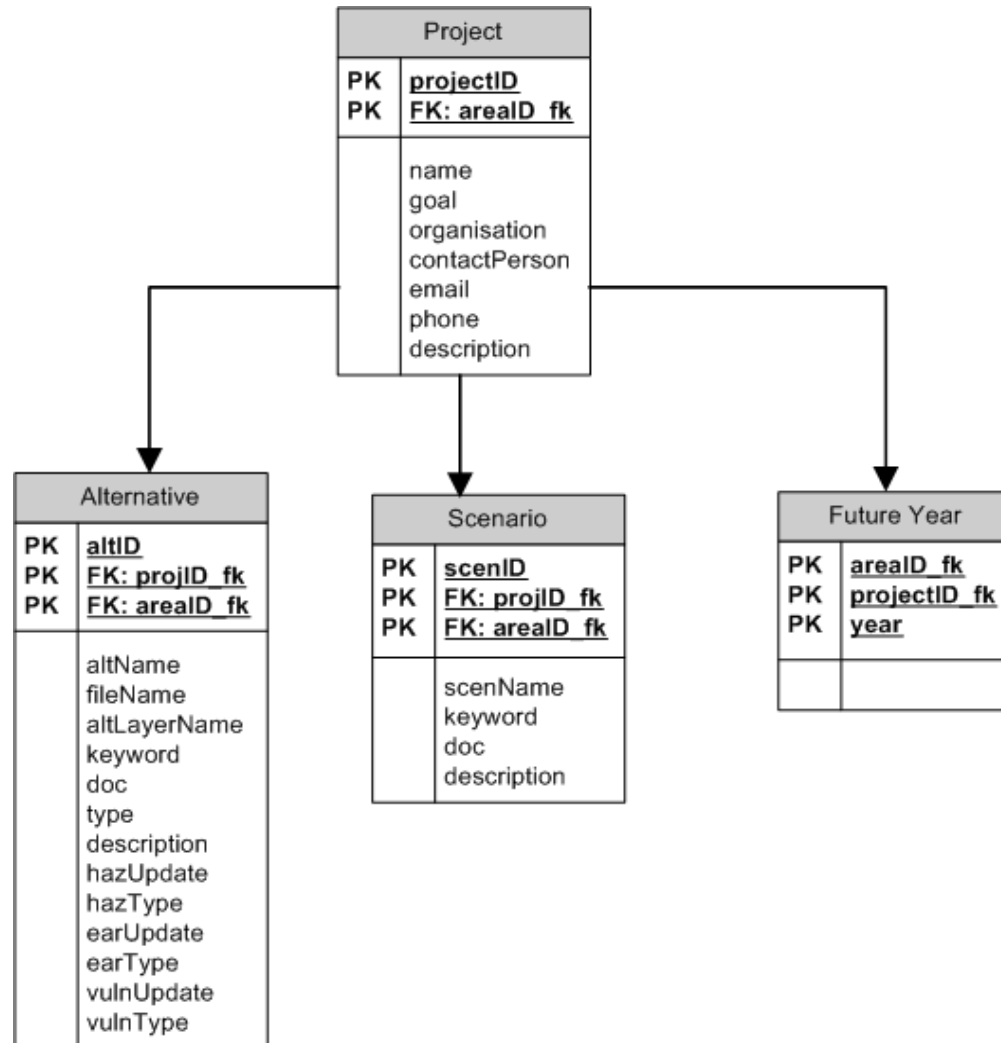 Project
PK projectID
PK FK: areaID_fk
name
goal
organisation
contactPerson
email
phone
description
Alternative
PK altID
PK FK: projID_fk
PK FK: areaID_fk
altName
fileName
altLayerName
keyword
doc
type
description
hazUpdate
hazType
earUpdate
earType
vulnUpdate
vulnType
Scenario
PK scenID
PK FK: projID_fk
PK FK: areaID_fk
scenName
keyword
doc
description
Future Year
PK areaID_fk
PK projectID_fk
PK year